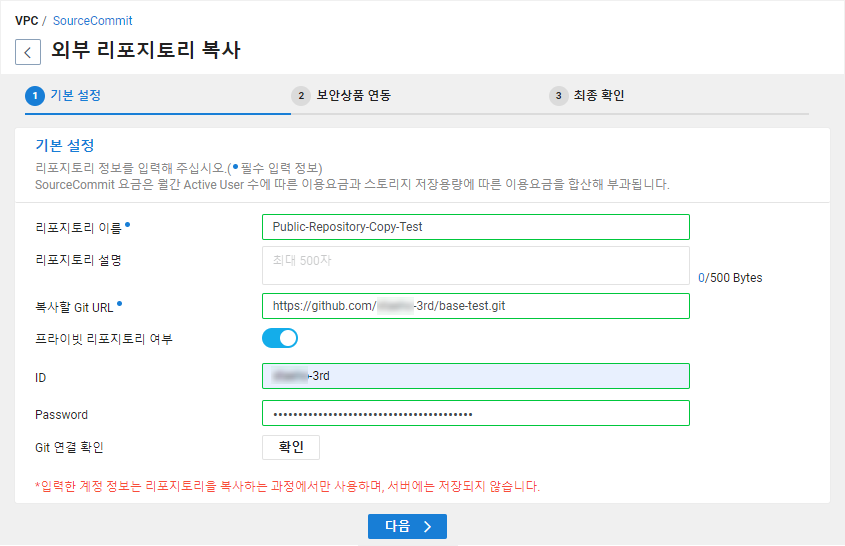 VPC / SourceCommit
외부 리포지토리 복사
1 기본 설정
2 보안상품 연동
3 최종 확인
기본 설정
리포지토리 정보를 입력해 주십시오.(•필수 입력 정보)
SourceCommit 요금은 월간 Active User 수에 따른 이용요금과 스토리지 저장용량에 따른 이용요금을 합산해 부과됩니다.
리포지토리 이름• Public-Repository-Copy-Test
리포지토리 설명 최대 500자 0/500 Bytes
복사할 Git URL• https://github.com/ -3rd/base-test.git
프라이빗 리포지토리 여부
ID -3rd
Password
Git 연결 확인 확인
*입력한 계정 정보는 리포지토리을 복사하는 과정에서만 사용하며, 서버에는 저장되지 않습니다.
다음 >